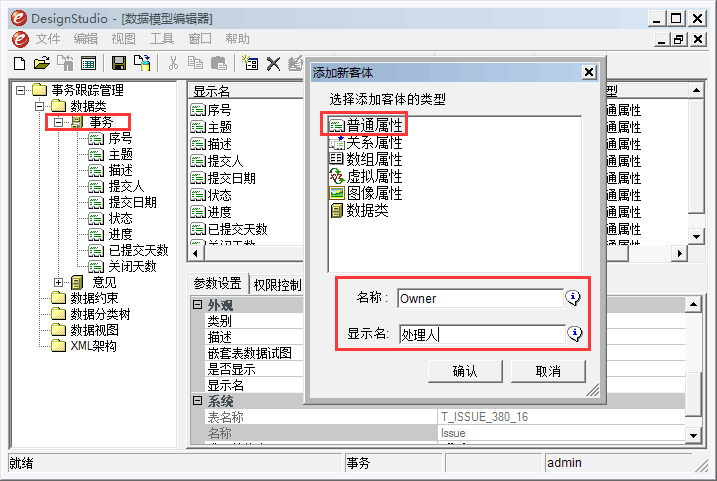 DesignStudio - [数据模型编辑器]
文件 编辑 视图 工具 窗口 帮助
事务跟踪管理
数据类
事务
序号
主题
描述
提交人
提交日期
状态
进度
已提交天数
关闭天数
意见
数据约束
数据分类树
数据视图
XML架构
显示名
序号
主题
描述
提交人
提交日期
状态
进度
已提交天数
关闭天数
型
通属性
通属性
通属性
通属性
通属性
通属性
通属性
通属性
添加新客体
选择添加客体的类型
普通属性
关系属性
数组属性
虚拟属性
图像属性
数据类
名称: Owner
显示名: 处理人
确认 取消
参数设置 权限控制
外观
类别
描述
嵌套表数据试图
是否显示
显示名
系统
表名称 T_ISSUE_380_16
名称 Issue
就绪 事务 admin